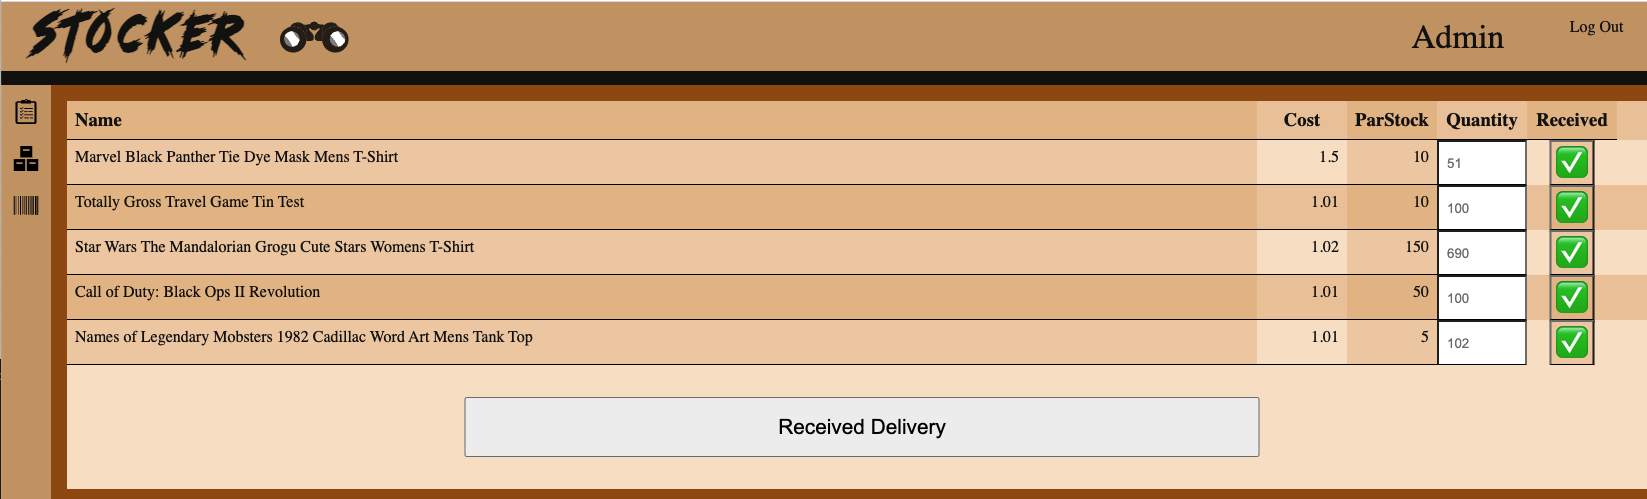 STOCKER
Admin
Log Out
Name Cost ParStock Quantity Received
Marvel Black Panther Tie Dye Mask Mens T-Shirt 1.5 10 51
Totally Gross Travel Game Tin Test 1.01 10 100
Star Wars The Mandalorian Grogu Cute Stars Womens T-Shirt 1.02 150 690
Call of Duty: Black Ops II Revolution 1.01 50 100
Names of Legendary Mobsters 1982 Cadillac Word Art Mens Tank Top 1.01 5 102
Received Delivery